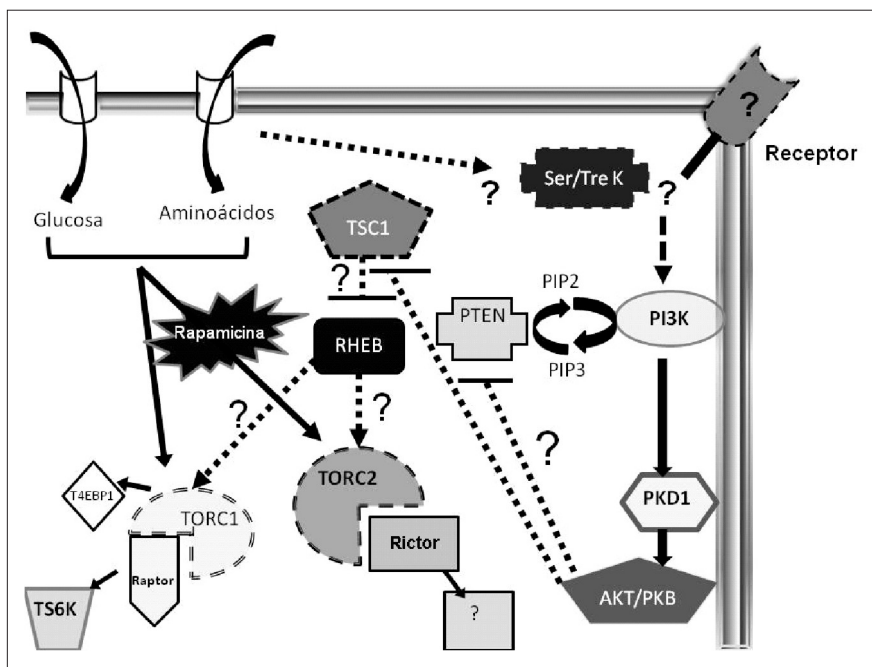 ?
Receptor
Ser/Tre K
?
?
Glucosa
Aminoácidos
TSC1
?
PIP2
PTEN
PI3K
PIP3
Rapamicina
RHEB
?
?
?
T4EBP1
TORC1
TORC2
PKD1
Raptor
Rictor
TS6K
?
AKT/PKB